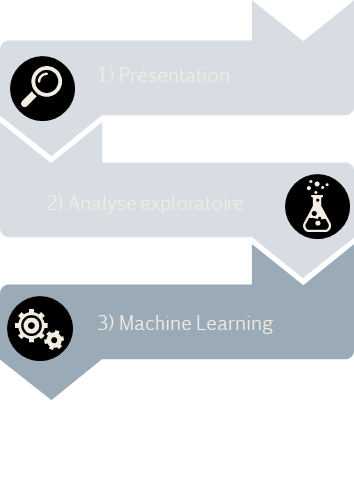 1) Présentation
2) Analyse exploratoire
3) Machine Learning